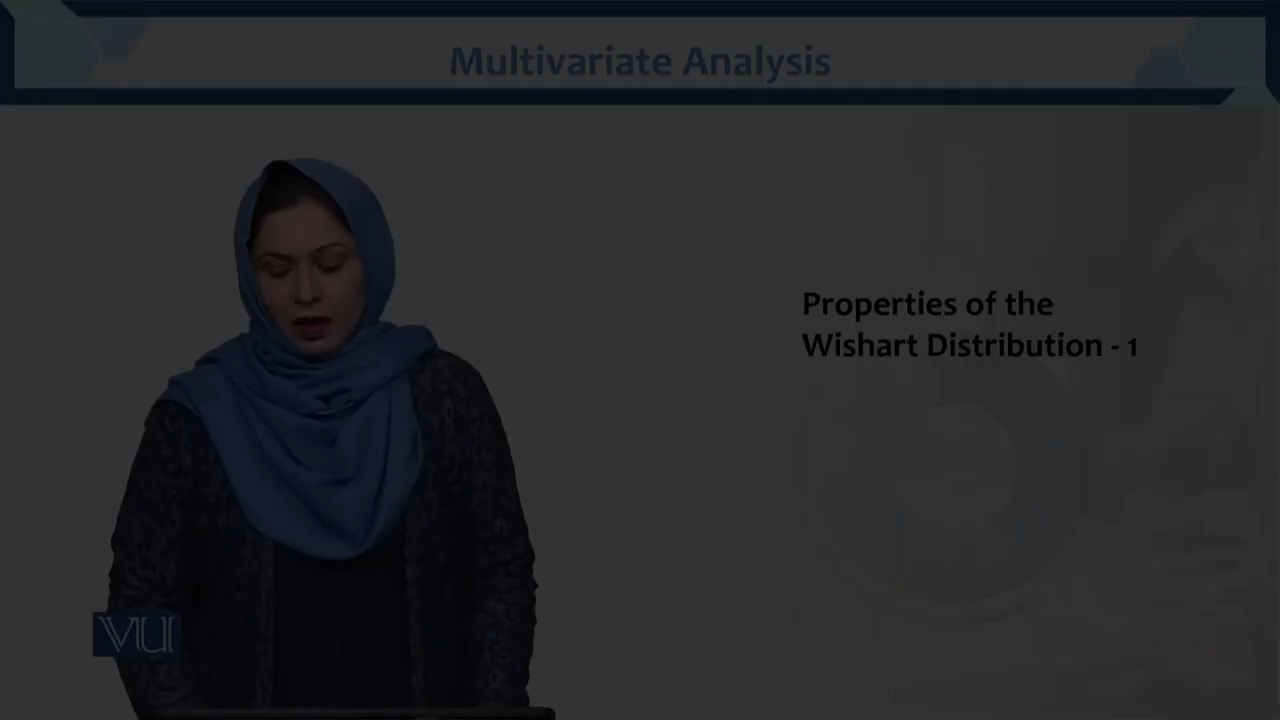 Multivariate Analysis
Properties of the
Wishart Distribution - 1
VU